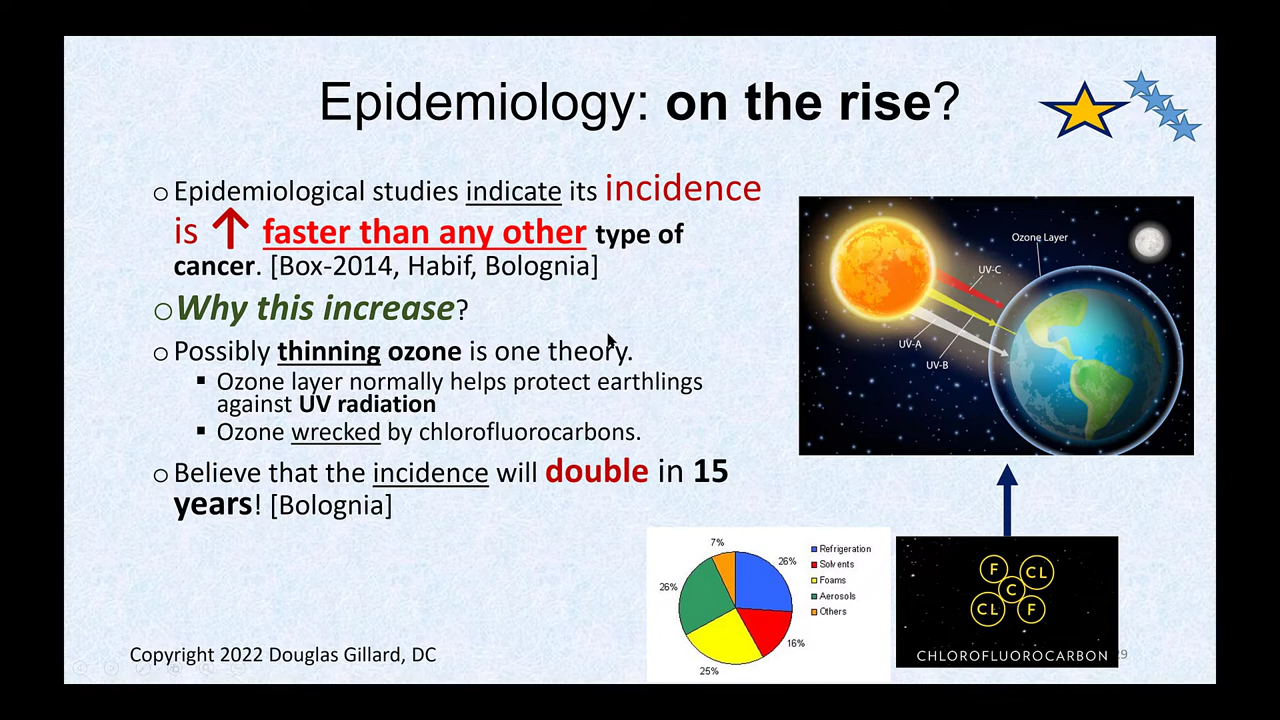 Epidemiology: on the rise?
o Epidemiological studies indicate its incidence
is ↑ faster than any other type of
cancer. [Box-2014, Habif, Bolognia]
o Why this increase?
o Possibly thinning ozone is one theory.
▪ Ozone layer normally helps protect earthlings
against UV radiation
▪ Ozone wrecked by chlorofluorocarbons.
o Believe that the incidence will double in 15
years! [Bolognia]
Ozone Layer
UV-C
UV-A
UV-B
7%
26%
26%
16%
25%
Refrigeration
Solvents
Foams
Aerosols
Others
F
CL
C
CL
F
CHLOROFLUOROCARBON
Copyright 2022 Douglas Gillard, DC